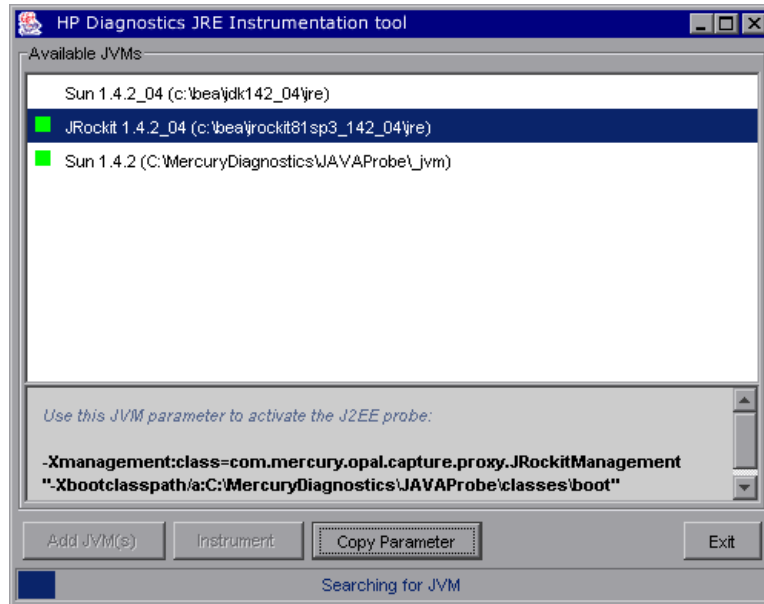 HP Diagnostics JRE Instrumentation tool
Available JVMs
Sun 1.4.2_04 (c:\bea\jdk142_04\jre)
JRockit 1.4.2_04 (c:\bea\jrockit81sp3_142_04\jre)
Sun 1.4.2 (C:\MercuryDiagnostics\JAVAProbe\_jvm)
Use this JVM parameter to activate the J2EE probe:
-Xmanagement:class=com.mercury.opal.capture.proxy.JRockitManagement
"-Xbootclasspath/a:C:\MercuryDiagnostics\JAVAProbe\classes\boot"
Add JVM(s) Instrument Copy Parameter Exit
Searching for JVM